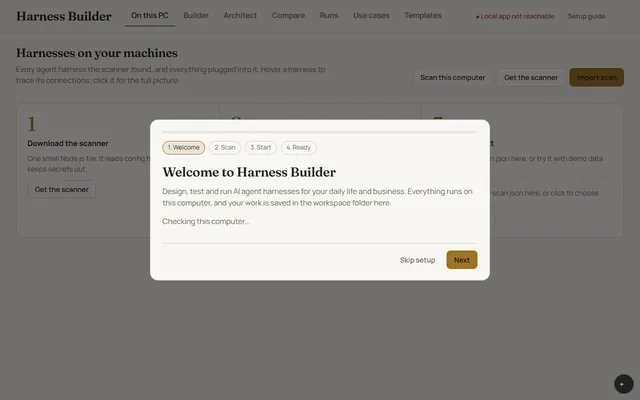 Harness Builder
On this PC
Builder
Architect
Compare
Runs
Use cases
Templates
Local app not reachable
Setup guide
Harnesses on your machines
Every agent harness the scanner found, and everything plugged into it. Hover a harness to
trace its connections; click it for the full picture.
Scan this computer
Get the scanner
Import scan
1
Download the scanner
One small Node.js file. It reads config f
keeps secrets out.
Get the scanner
json here, or try it with demo data
scan json here, or click to choose
1. Welcome
2. Scan
3. Start
4. Ready
Welcome to Harness Builder
Design, test and run AI agent harnesses for your daily life and business. Everything runs on
this computer, and your work is saved in the workspace folder here.
Checking this computer…
Skip setup
Next